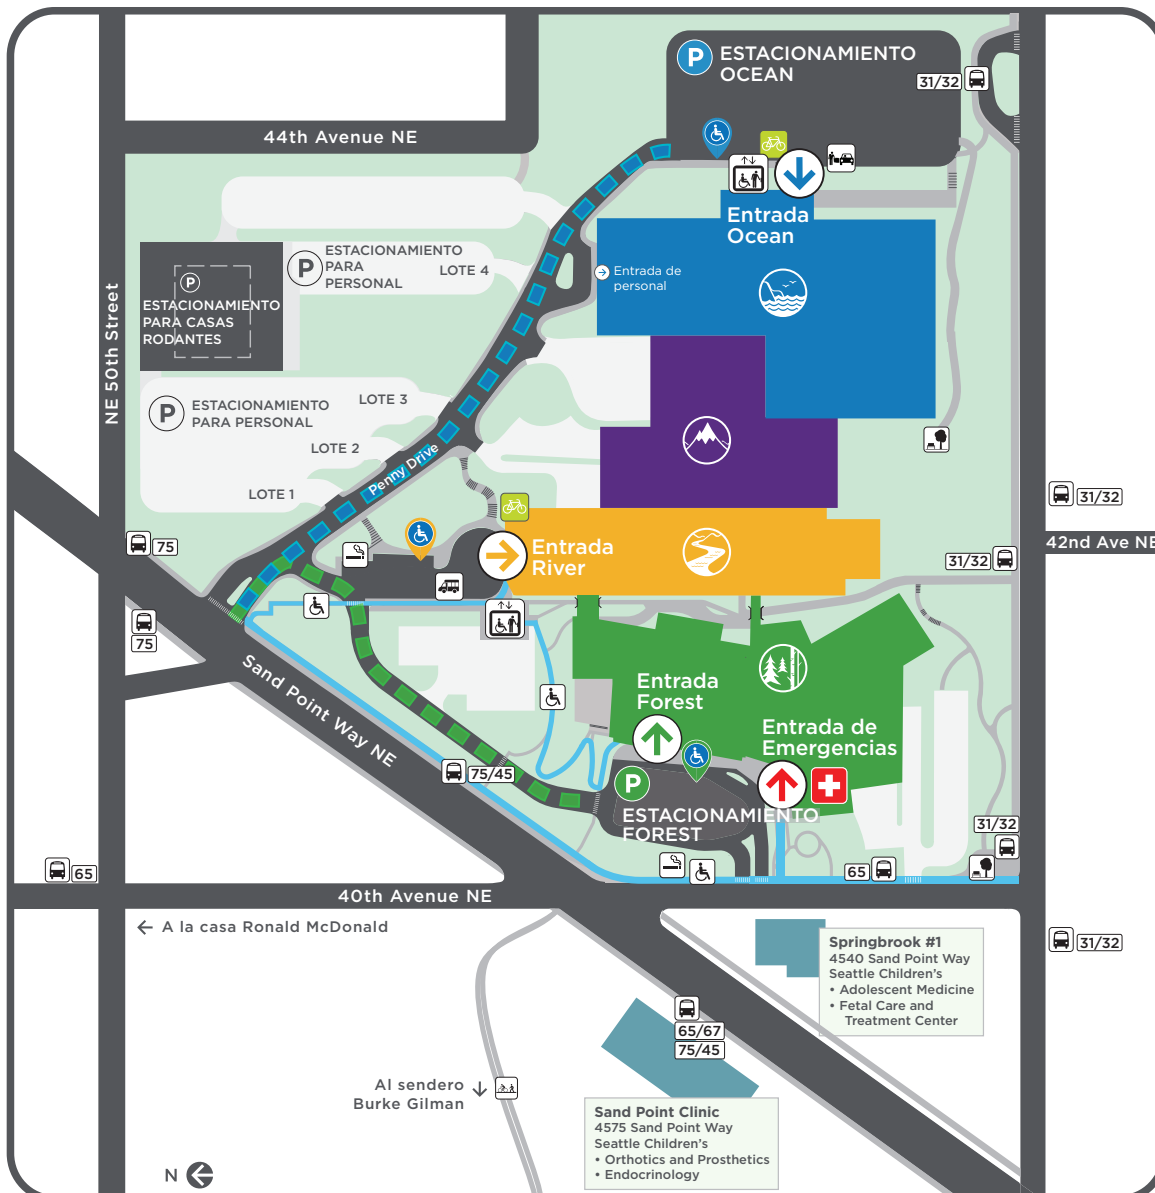 P ESTACIONAMIENTO
OCEAN
31/32
44th Avenue NE
Entrada
Ocean
P ESTACIONAMIENTO
PARA
PERSONAL
LOTE 4
Entrada de
personal
P
ESTACIONAMIENTO
PARA CASAS
RODANTES
NE 50th Street
P ESTACIONAMIENTO
PARA PERSONAL
LOTE 3
LOTE 2
LOTE 1
Penny Drive
31/32
42nd Ave NE
75
Entrada
River
31/32
75
Sand Point Way NE
Entrada
Forest
Entrada de
Emergencias
75/45
P
ESTACIONAMIENTO
FOREST
31/32
65
65
40th Avenue NE
A la casa Ronald McDonald
31/32
Springbrook #1
4540 Sand Point Way
Seattle Children's
• Adolescent Medicine
• Fetal Care and
Treatment Center
65/67
75/45
Al sendero
Burke Gilman
Sand Point Clinic
4575 Sand Point Way
Seattle Children's
• Orthotics and Prosthetics
• Endocrinology
N